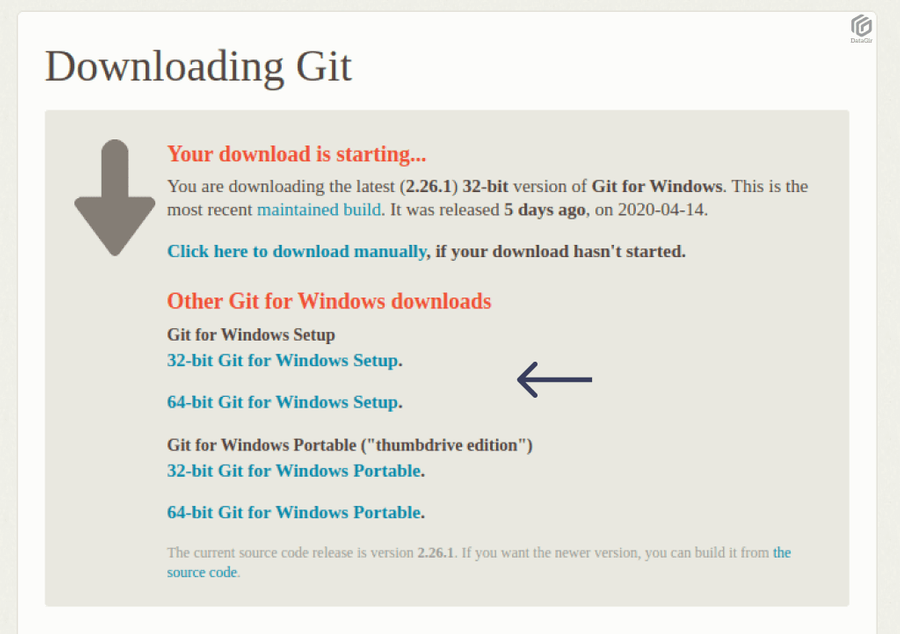 Downloading Git
Your download is starting...
You are downloading the latest (2.26.1) 32-bit version of Git for Windows. This is the
most recent maintained build. It was released 5 days ago, on 2020-04-14.
Click here to download manually, if your download hasn't started.
Other Git for Windows downloads
Git for Windows Setup
32-bit Git for Windows Setup.
64-bit Git for Windows Setup.
Git for Windows Portable ("thumbdrive edition")
32-bit Git for Windows Portable.
64-bit Git for Windows Portable.
The current source code release is version 2.26.1. If you want the newer version, you can build it from the
source code.